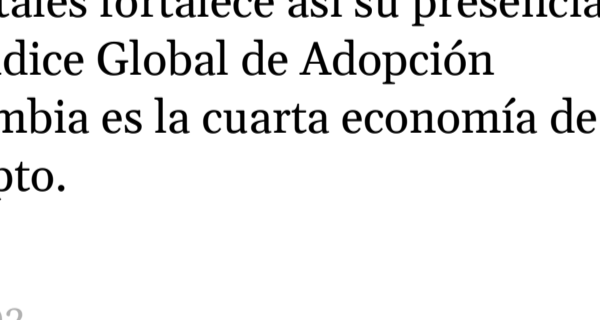 tales fortalece así su presencia
dice Global de Adopción
mbia es la cuarta economía de
pto.